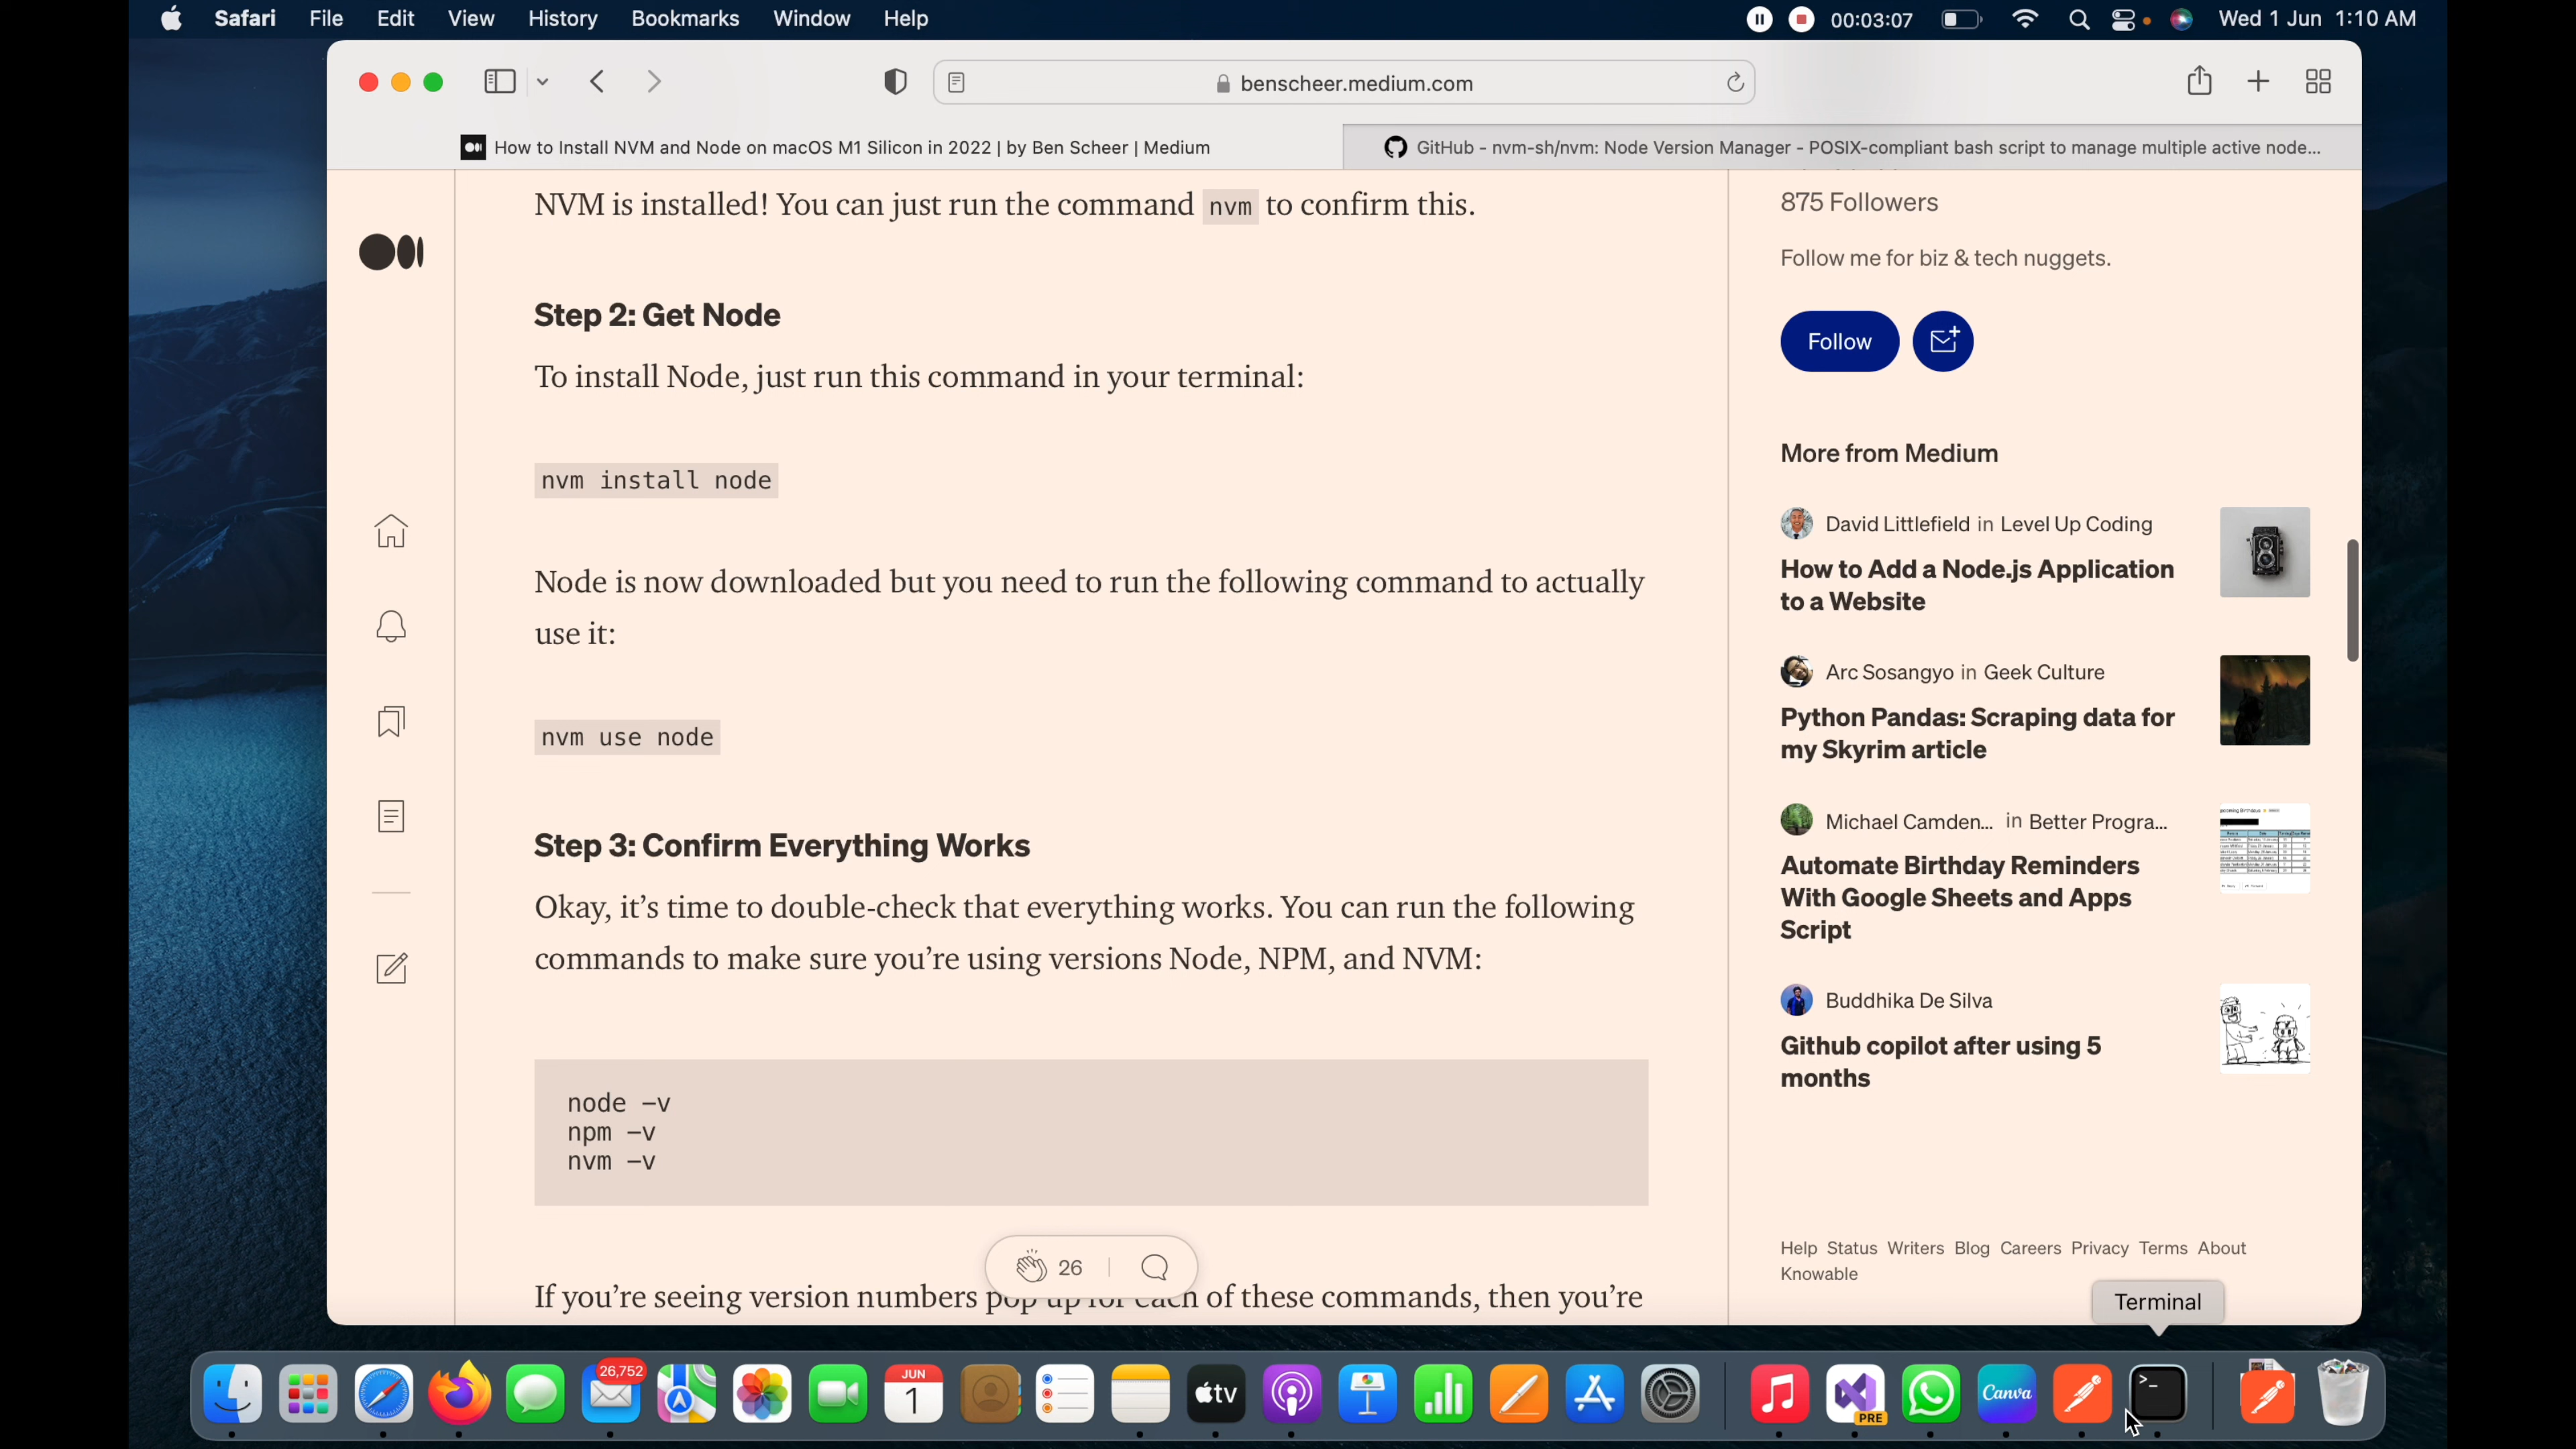 Safari File Edit View History Bookmarks Window Help 00:03:07 Wed 1 Jun 1:10 AM
benscheer.medium.com
How to Install NVM and Node on macOS M1 Silicon in 2022 | by Ben Scheer | Medium
GitHub - nvm-sh/nvm: Node Version Manager - POSIX-compliant bash script to manage multiple active node...
NVM is installed! You can just run the command nvm to confirm this.
Step 2: Get Node
To install Node, just run this command in your terminal:
nvm install node
Node is now downloaded but you need to run the following command to actually
use it:
nvm use node
Step 3: Confirm Everything Works
Okay, it's time to double-check that everything works. You can run the following
commands to make sure you're using versions Node, NPM, and NVM:
node -v
npm -v
nvm -v
26
If you're seeing version numbers pop up for each of these commands, then you're
875 Followers
Follow me for biz & tech nuggets.
Follow
More from Medium
David Littlefield in Level Up Coding
How to Add a Node.js Application
to a Website
Arc Sosangyo in Geek Culture
Python Pandas: Scraping data for
my Skyrim article
Michael Camden... in Better Progra...
Automate Birthday Reminders
With Google Sheets and Apps
Script
Buddhika De Silva
Github copilot after using 5
months
Help Status Writers Blog Careers Privacy Terms About
Knowable
Terminal
26,752
JUN
1
tv
PRE
Canva
>_